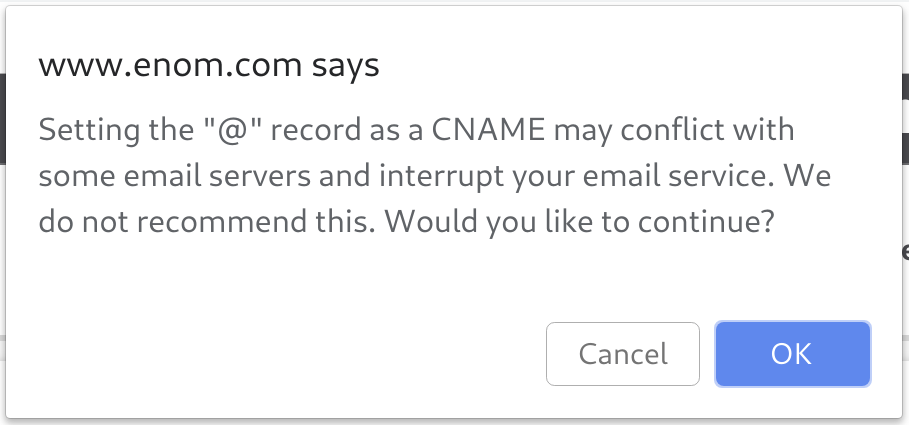 www.enom.com says
Setting the "@" record as a CNAME may conflict with
some email servers and interrupt your email service. We
do not recommend this. Would you like to continue?
Cancel
OK